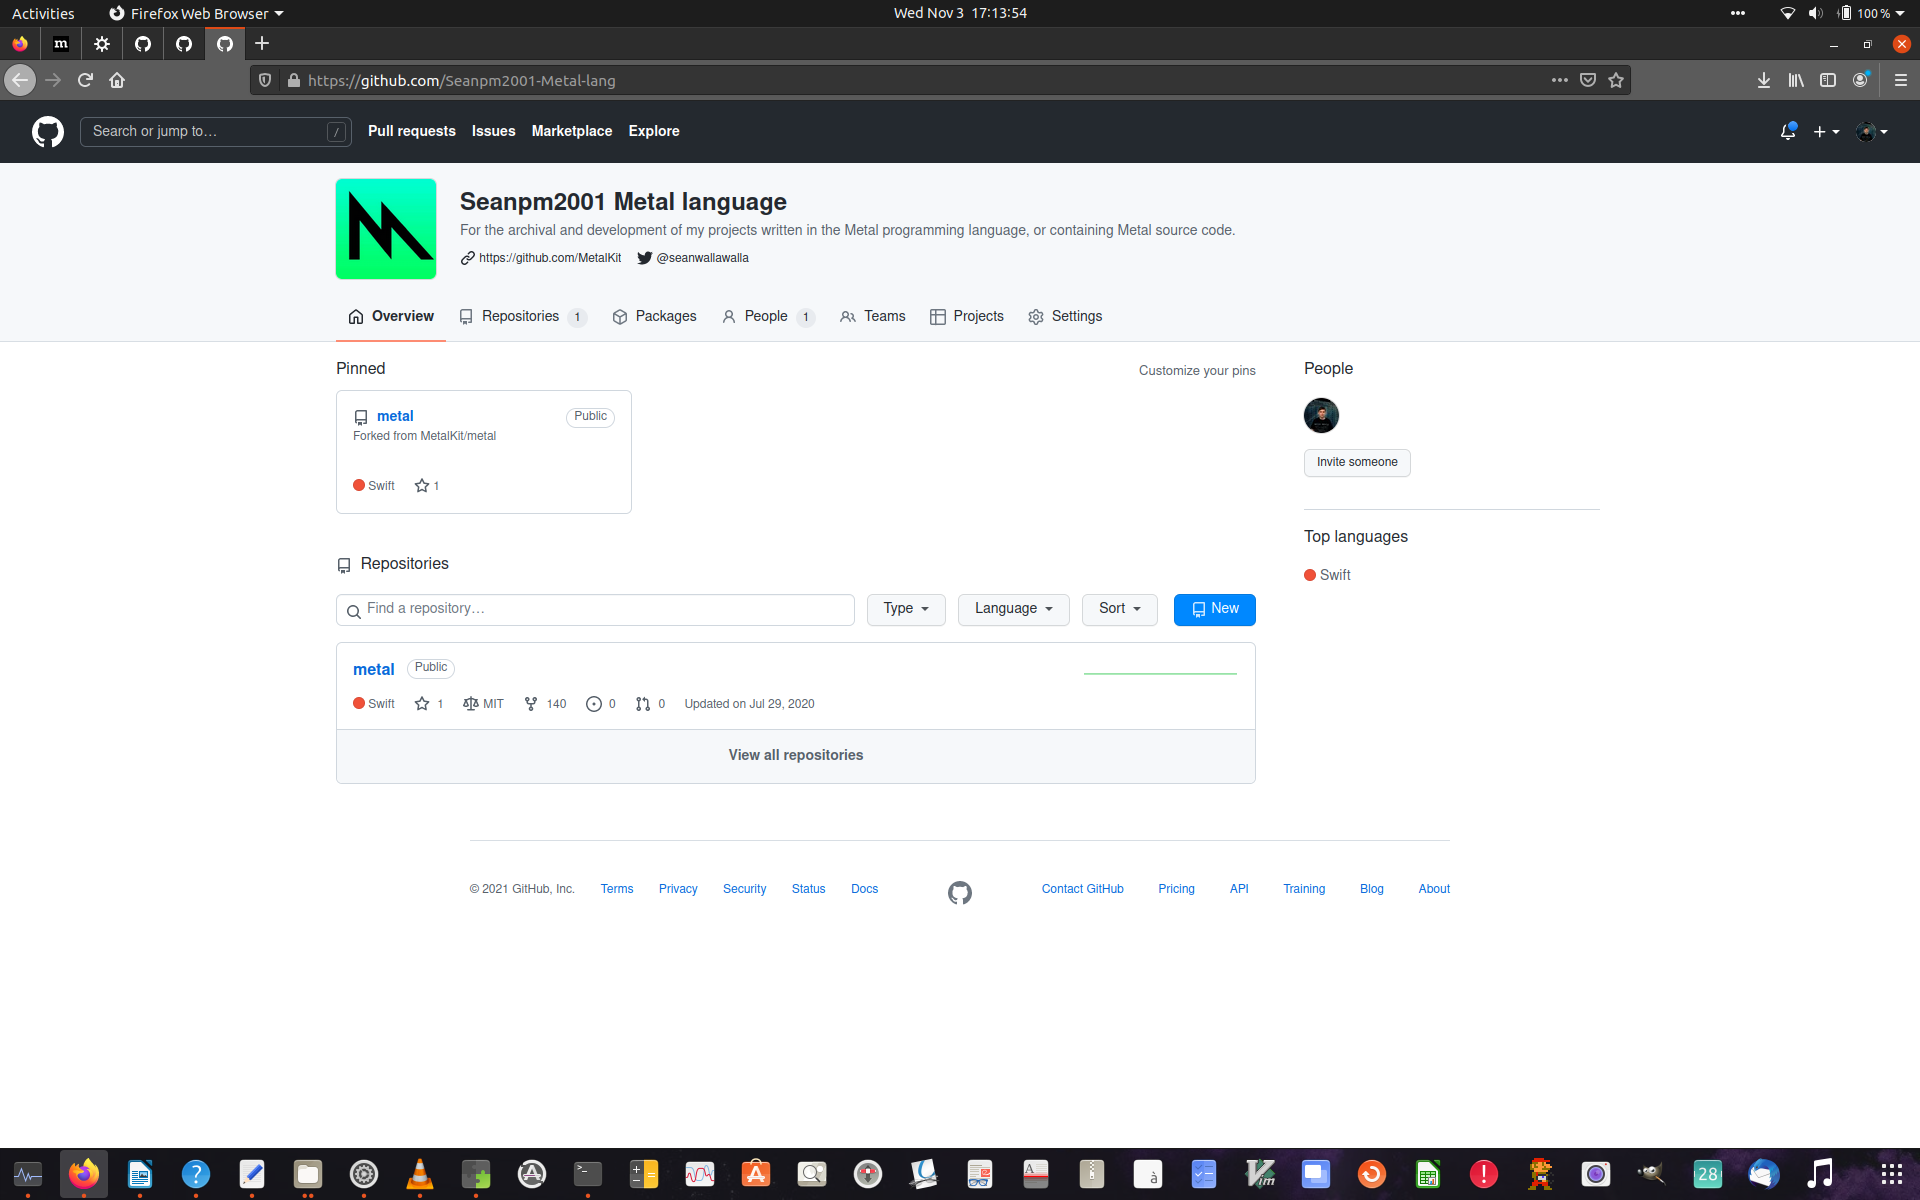 Activities
Firefox Web Browser
Wed Nov 3 17:13:54
100 %
m
https://github.com/Seanpm2001-Metal-lang
Search or jump to…
/
Pull requests
Issues
Marketplace
Explore
Seanpm2001 Metal language
For the archival and development of my projects written in the Metal programming language, or containing Metal source code.
https://github.com/MetalKit
@seanwallawalla
Overview
Repositories 1
Packages
People 1
Teams
Projects
Settings
Pinned
Customize your pins
metal
Public
Forked from MetalKit/metal
Swift
1
People
Invite someone
Top languages
Swift
Repositories
Find a repository…
Type
Language
Sort
New
metal
Public
Swift
1
MIT
140
0
0
Updated on Jul 29, 2020
View all repositories
© 2021 GitHub, Inc.
Terms
Privacy
Security
Status
Docs
Contact GitHub
Pricing
API
Training
Blog
About
?
>_
A
à
Vim
!
28